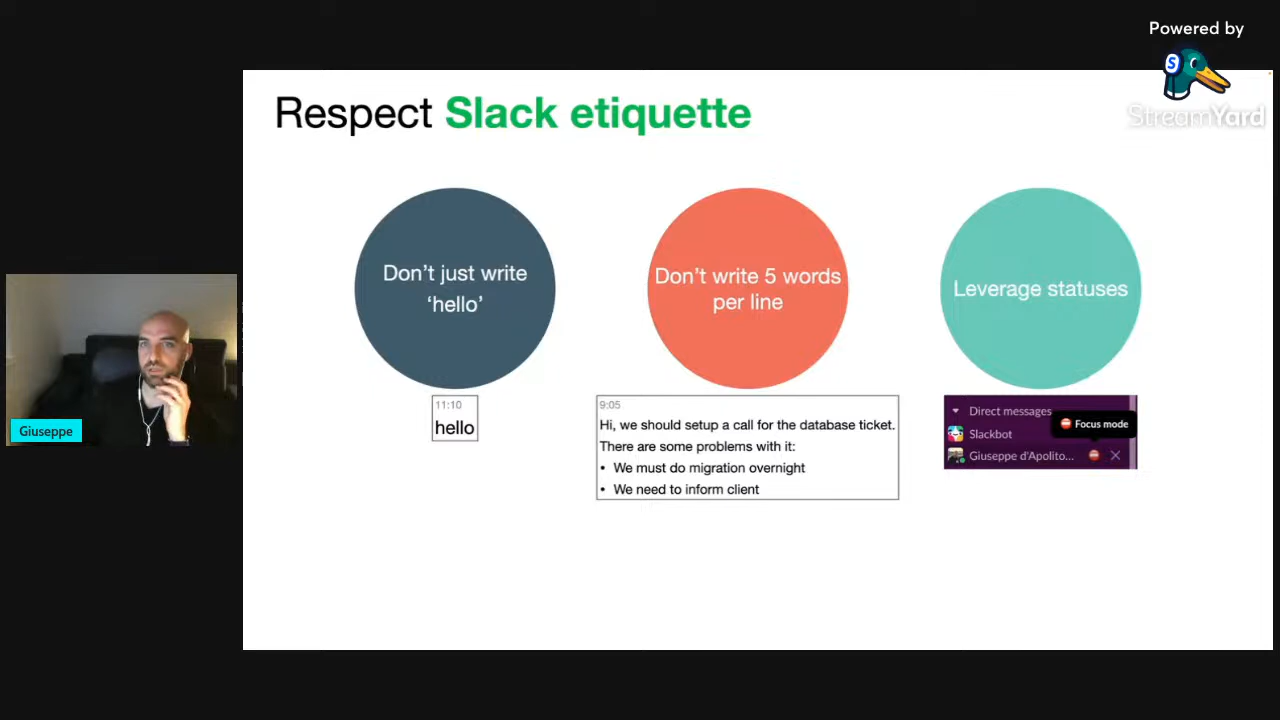 Powered by
S
StreamYard
Respect Slack etiquette
Don't just write
‘hello’
Don't write 5 words
per line
Leverage statuses
11:10
hello
9:05
Hi, we should setup a call for the database ticket.
There are some problems with it:
• We must do migration overnight
• We need to inform client
Direct messages
Focus mode
Slackbot
Giuseppe d'Apolito...
Giuseppe